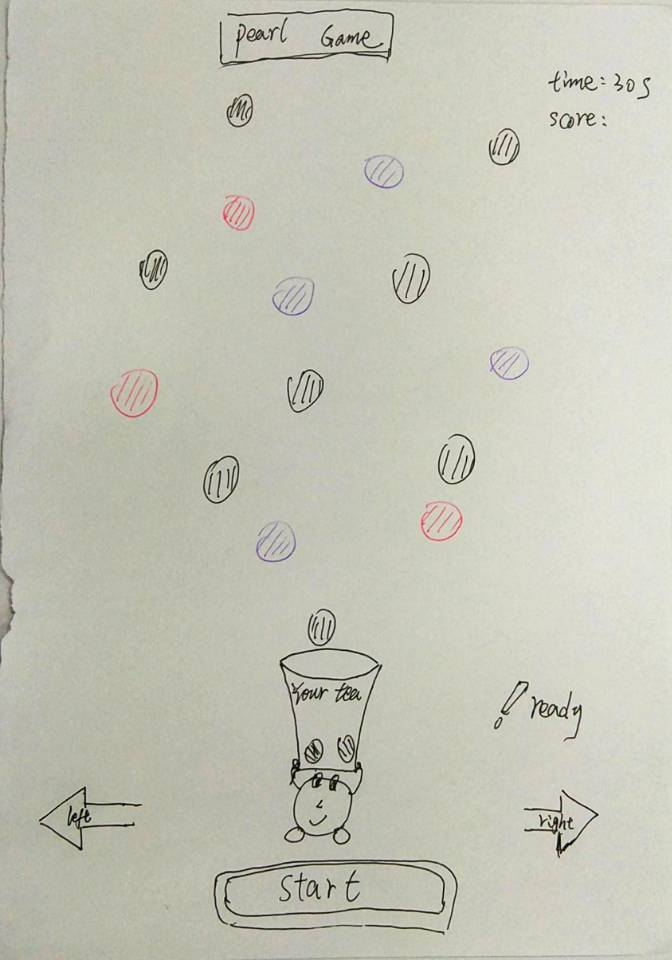 pearl Game
time: 30s
score:
Your tea
! ready
left
right
Start